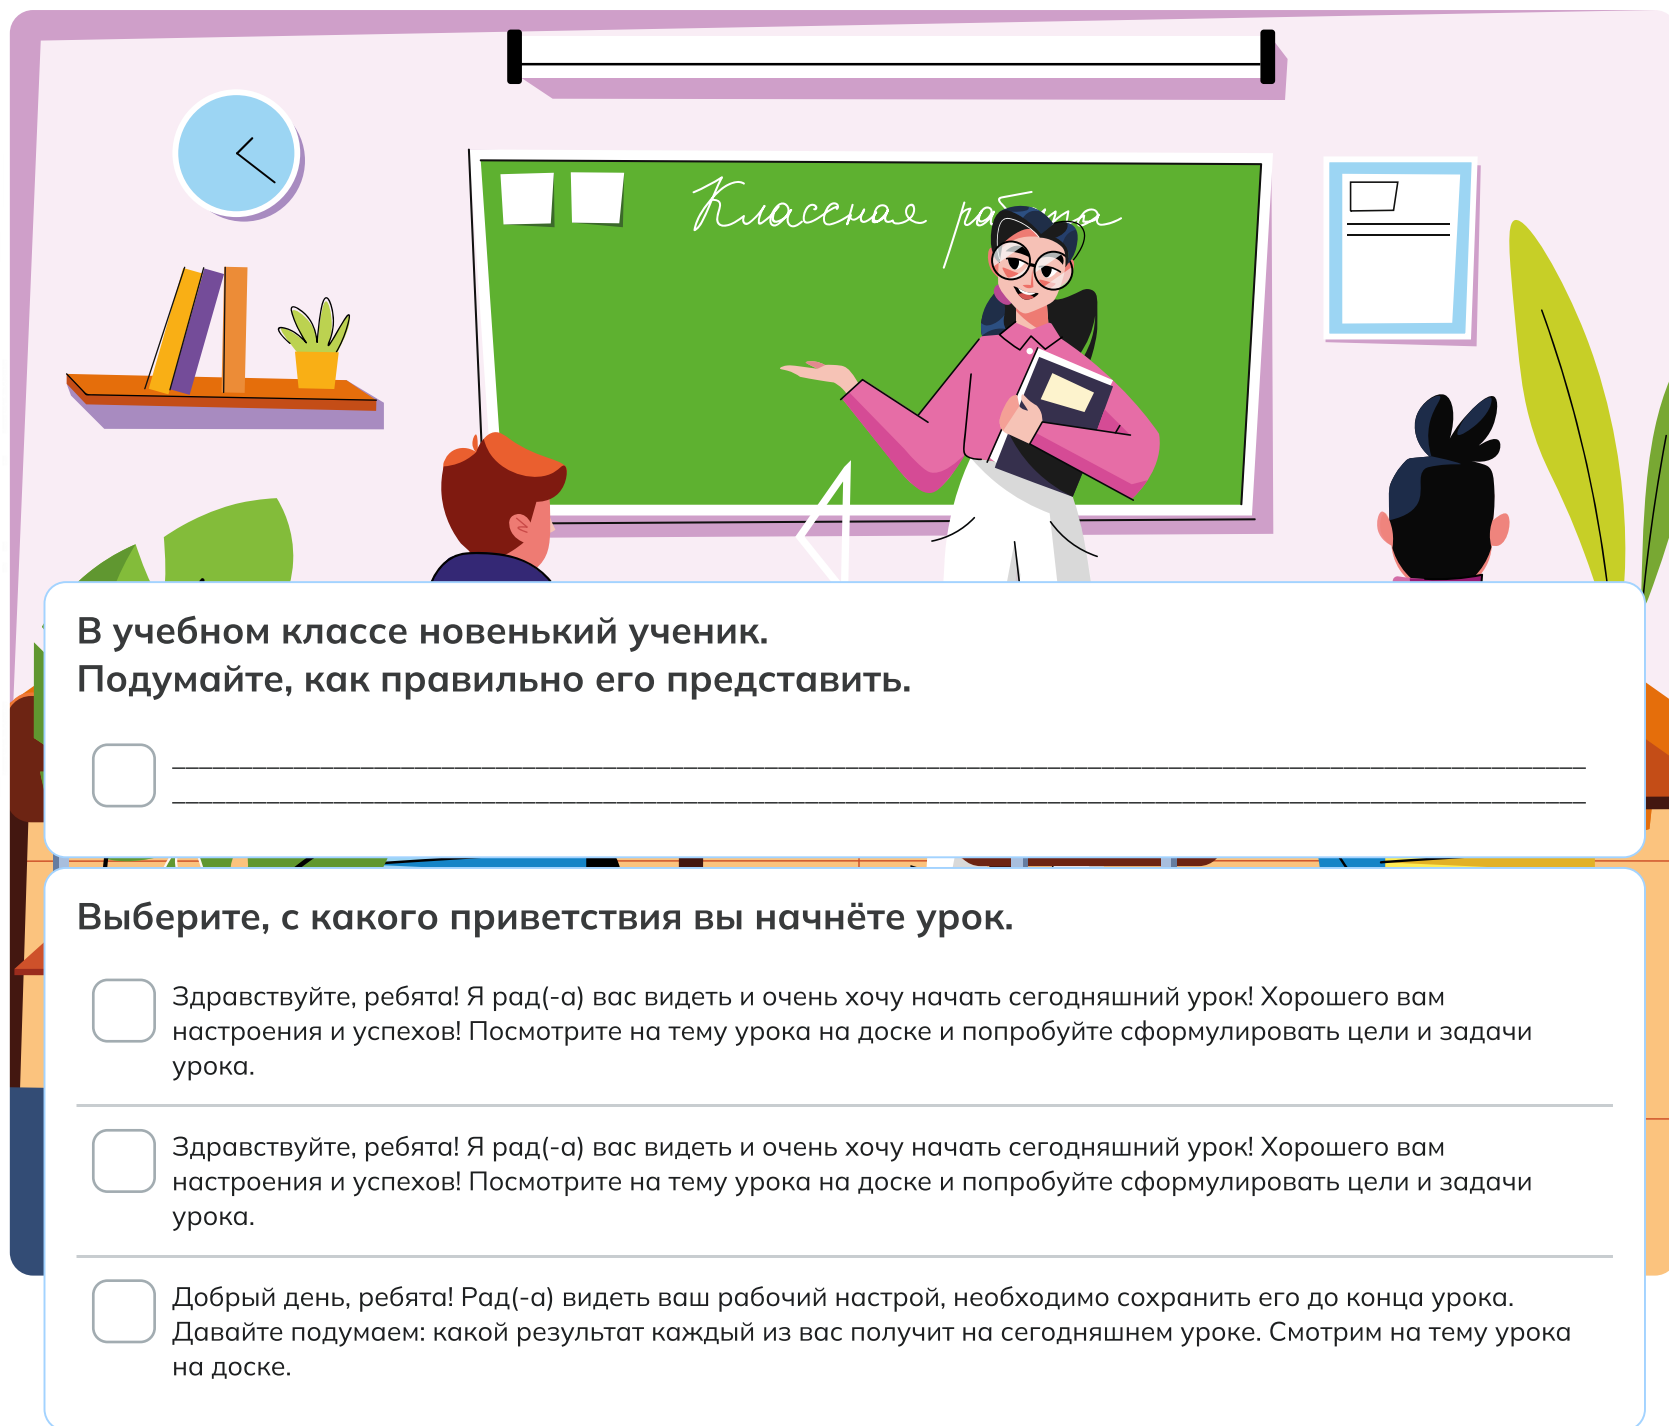 Классная работа
В учебном классе новенький ученик.
Подумайте, как правильно его представить.
Выберите, с какого приветствия вы начнёте урок.
Здравствуйте, ребята! Я рад(-а) вас видеть и очень хочу начать сегодняшний урок! Хорошего вам
настроения и успехов! Посмотрите на тему урока на доске и попробуйте сформулировать цели и задачи
урока.
Здравствуйте, ребята! Я рад(-а) вас видеть и очень хочу начать сегодняшний урок! Хорошего вам
настроения и успехов! Посмотрите на тему урока на доске и попробуйте сформулировать цели и задачи
урока.
Добрый день, ребята! Рад(-а) видеть ваш рабочий настрой, необходимо сохранить его до конца урока.
Давайте подумаем: какой результат каждый из вас получит на сегодняшнем уроке. Смотрим на тему урока
на доске.